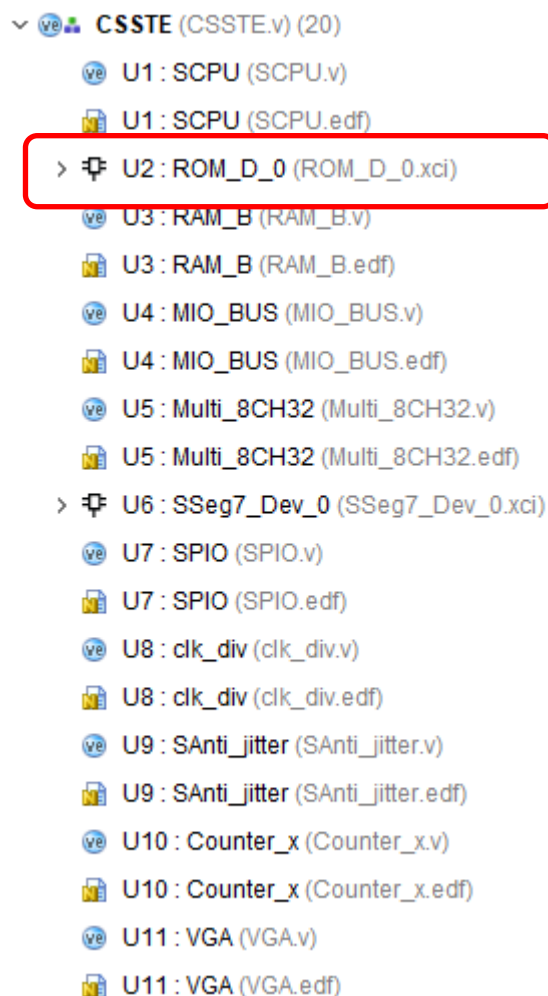 CSSTE (CSSTE.v) (20)
U1 : SCPU (SCPU.v)
U1 : SCPU (SCPU.edf)
U2 : ROM_D_0 (ROM_D_0.xci)
U3 : RAM_B (RAM_B.v)
U3 : RAM_B (RAM_B.edf)
U4 : MIO_BUS (MIO_BUS.v)
U4 : MIO_BUS (MIO_BUS.edf)
U5 : Multi_8CH32 (Multi_8CH32.v)
U5 : Multi_8CH32 (Multi_8CH32.edf)
U6 : SSeg7_Dev_0 (SSeg7_Dev_0.xci)
U7 : SPIO (SPIO.v)
U7 : SPIO (SPIO.edf)
U8 : clk_div (clk_div.v)
U8 : clk_div (clk_div.edf)
U9 : SAnti_jitter (SAnti_jitter.v)
U9 : SAnti_jitter (SAnti_jitter.edf)
U10 : Counter_x (Counter_x.v)
U10 : Counter_x (Counter_x.edf)
U11 : VGA (VGA.v)
U11 : VGA (VGA.edf)